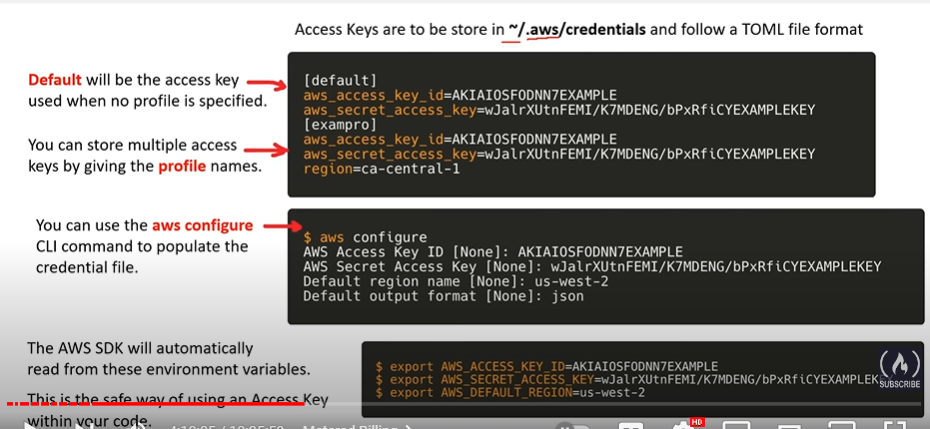 Access Keys are to be store in ~/.aws/credentials and follow a TOML file format
Default will be the access key
used when no profile is specified.
[default]
aws_access_key_id=AKIAIOSFODNN7EXAMPLE
aws_secret_access_key=wJalrXUtnFEMI/K7MDENG/bPxRfiCYEXAMPLEKEY
[exampro]
aws_access_key_id=AKIAIOSFODNN7EXAMPLE
aws_secret_access_key=wJalrXUtnFEMI/K7MDENG/bPxRfiCYEXAMPLEKEY
region=ca-central-1
You can store multiple access
keys by giving the profile names.
You can use the aws configure
CLI command to populate the
credential file.
$ aws configure
AWS Access Key ID [None]: AKIAIOSFODNN7EXAMPLE
AWS Secret Access Key [None]: wJalrXUtnFEMI/K7MDENG/bPxRfiCYEXAMPLEKEY
Default region name [None]: us-west-2
Default output format [None]: json
The AWS SDK will automatically
read from these environment variables.
This is the safe way of using an Access Key
within your code.
$ export AWS_ACCESS_KEY_ID=AKIAIOSFODNN7EXAMPLE
$ export AWS_SECRET_ACCESS_KEY=wJalrXUtnFEMI/K7MDENG/bPxRfiCYEXAMPLEK
$ export AWS_DEFAULT_REGION=us-west-2
SUBSCRIBE
HD